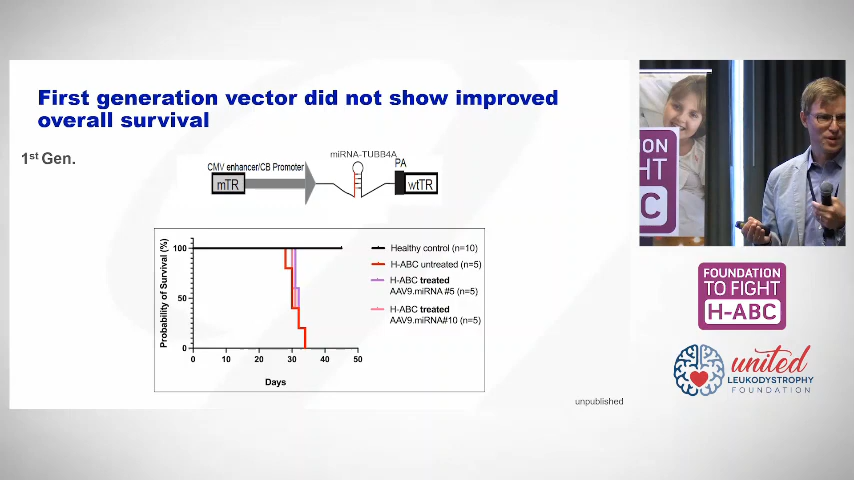 First generation vector did not show improved
overall survival
1st Gen.
miRNA-TUBB4A
CMV enhancer/CB Promoter
PA
mTR
wtTR
Probability of Survival (%)
100
50
0
0 10 20 30 40 50
Days
Healthy control (n=10)
H-ABC untreated (n=5)
H-ABC treated
AAV9.miRNA #5 (n=5)
H-ABC treated
AAV9.miRNA#10 (n=5)
unpublished
ION
HT
C
FOUNDATION
TO FIGHT
H-ABC
united
LEUKODYSTROPHY
FOUNDATION